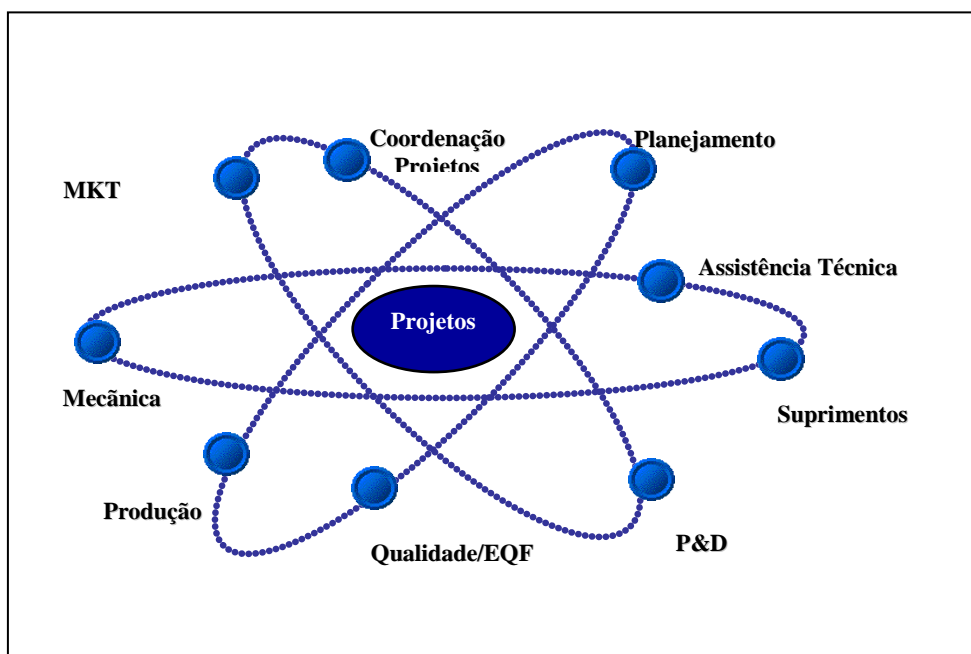 Coordenação
Projetos
Planejamento
MKT
Assistência Técnica
Projetos
Mecãnica
Suprimentos
Produção
Qualidade/EQF
P&D